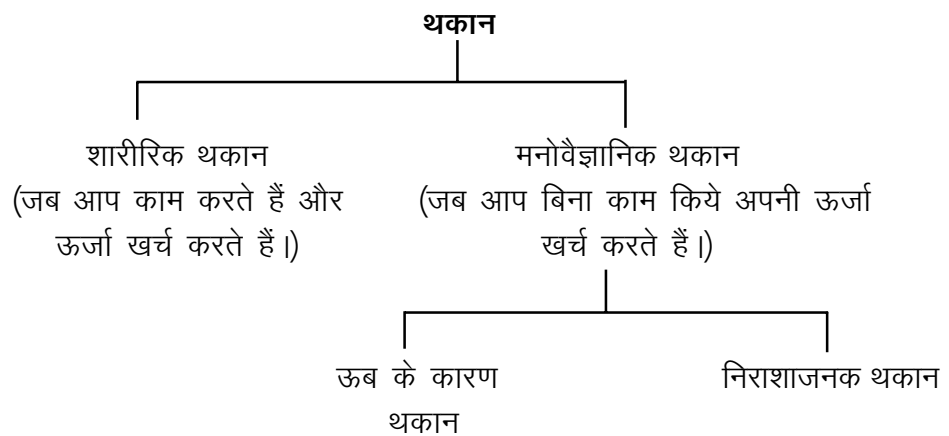 थकान
शारीरिक थकान
(जब आप काम करते हैं और
ऊर्जा खर्च करते हैं।)
मनोवैज्ञानिक थकान
(जब आप बिना काम किये अपनी ऊर्जा
खर्च करते हैं।)
ऊब के कारण
थकान
निराशाजनक थकान